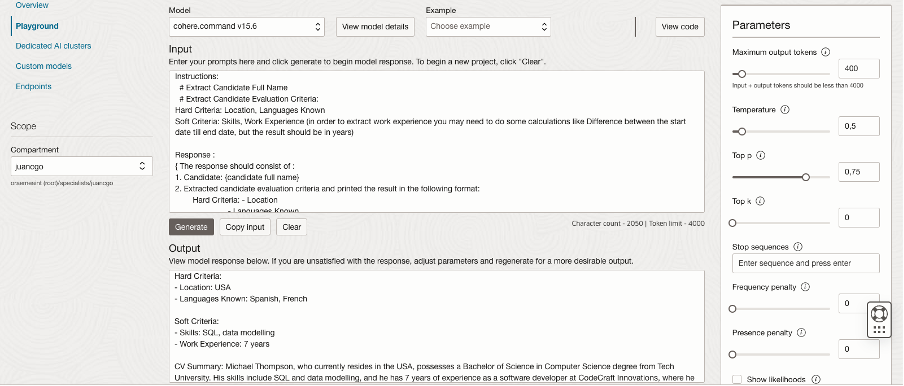 Overview
Playground
Dedicated AI clusters
Custom models
Endpoints
Scope
Compartment
juancgo
orsemeent (root)/specialists/juancgo
Model
cohere.command v15.6
View model details
Example
Choose example
View code
Input
Enter your prompts here and click generate to begin model response. To begin a new project, click "Clear".
Instructions:
# Extract Candidate Full Name
# Extract Candidate Evaluation Criteria:
Hard Criteria: Location, Languages Known
Soft Criteria: Skills, Work Experience (in order to extract work experience you may need to do some calculations like Difference between the start
date till end date, but the result should be in years)
Response :
{ The response should consist of :
1. Candidate: {candidate full name}
2. Extracted candidate evaluation criteria and printed the result in the following format:
Hard Criteria: - Location
- Languages Known
Generate
Copy input
Clear
Character count - 2050 | Token limit - 4000
Output
View model response below. If you are unsatisfied with the response, adjust parameters and regenerate for a more desirable output.
Hard Criteria:
- Location: USA
- Languages Known: Spanish, French
Soft Criteria:
- Skills: SQL, data modelling
- Work Experience: 7 years
CV Summary: Michael Thompson, who currently resides in the USA, possesses a Bachelor of Science in Computer Science degree from Tech
University. His skills include SQL and data modelling, and he has 7 years of experience as a software developer at CodeCraft Innovations, where he
Parameters
Maximum output tokens
400
Input + output tokens should be less than 4000
Temperature
0,5
Top p
0,75
Top k
0
Stop sequences
Enter sequence and press enter
Frequency penalty
0
Presence penalty
0
Show likelihoods